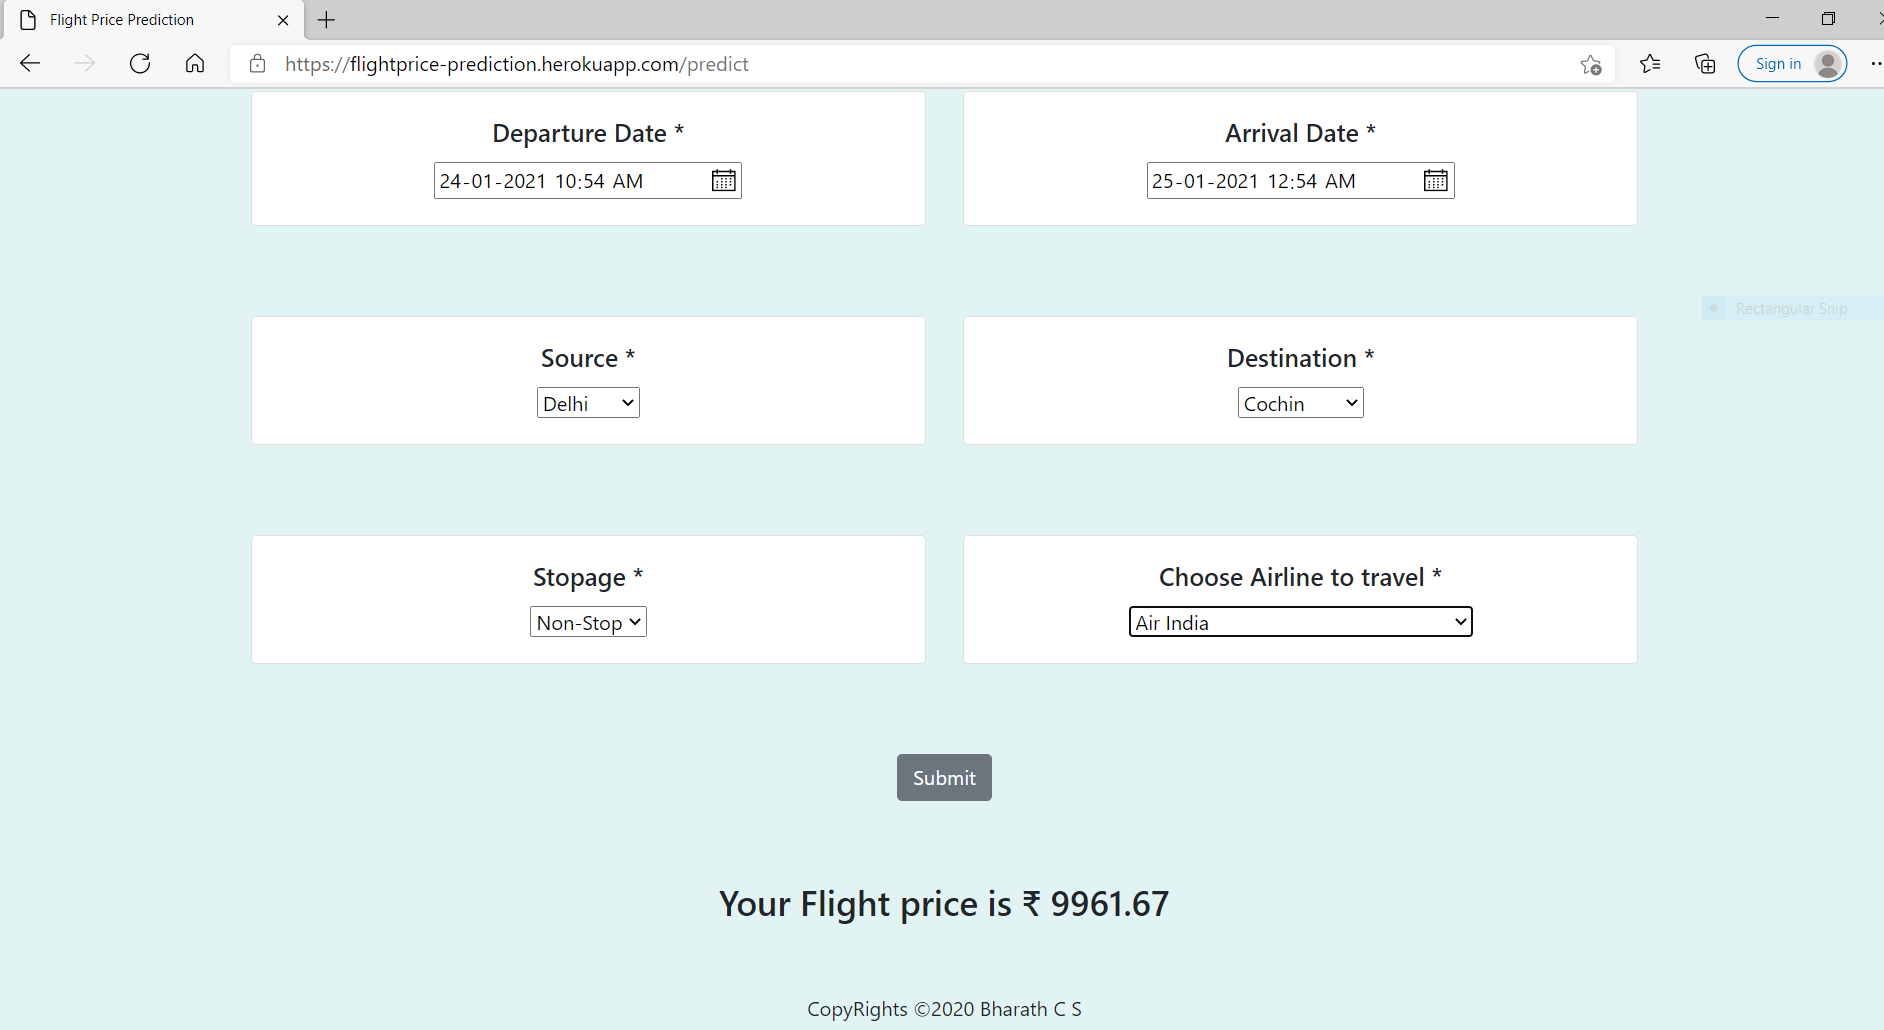 Flight Price Prediction
https://flightprice-prediction.herokuapp.com/predict
Sign in
Departure Date *
Arrival Date *
24-01-2021 10:54 AM
25-01-2021 12:54 AM
Rectangular Snip
Source *
Destination *
Delhi
Cochin
Stopage *
Choose Airline to travel *
Non-Stop
Air India
Submit
Your Flight price is ₹ 9961.67
CopyRights ©2020 Bharath C S